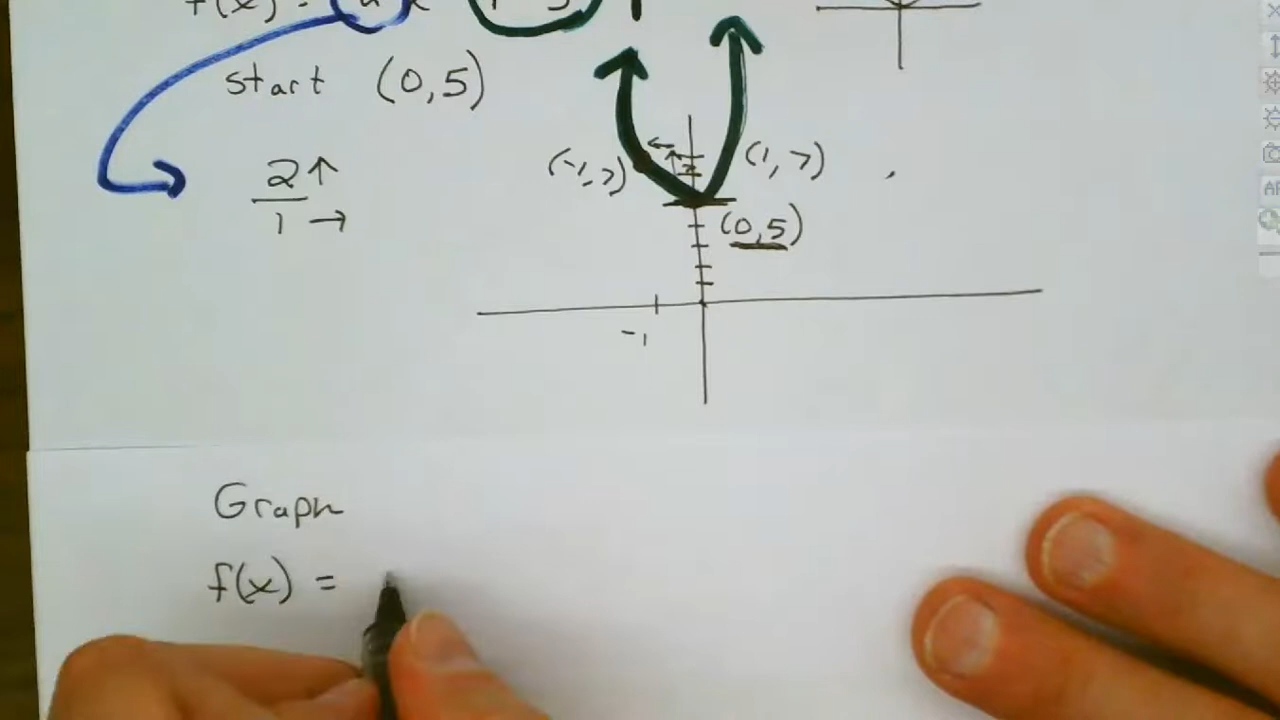 f(x) =
start (0,5)
2↑
1→
(-1,7)
(1,7)
(0,5)
-1
Graph
f(x) =